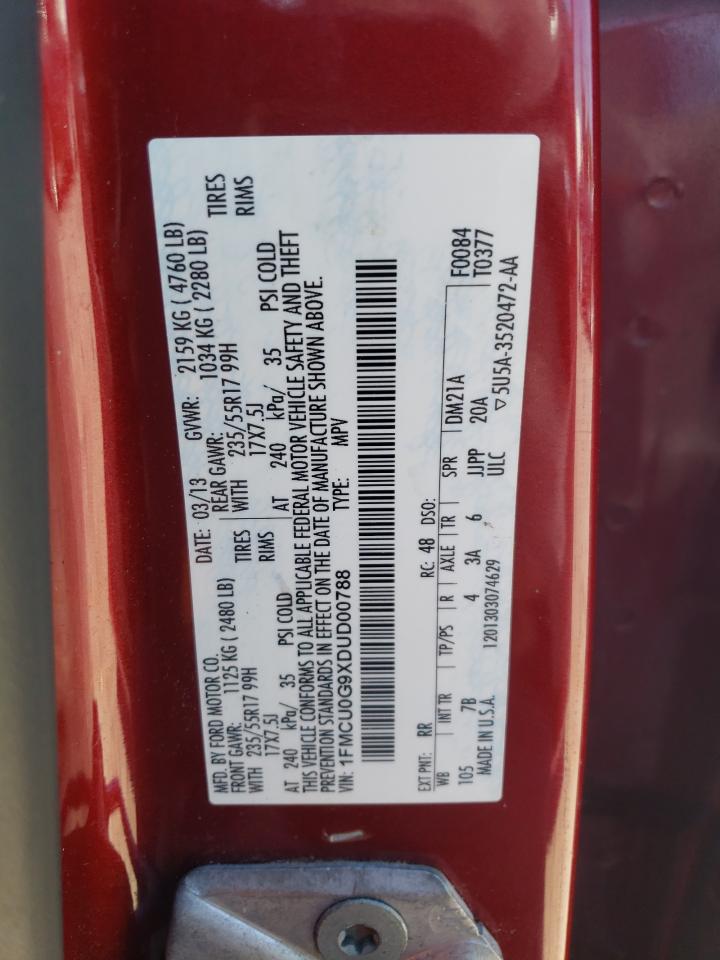 MFD. BY FORD MOTOR CO. DATE: 03/13 GVWR: 2159 KG ( 4760 LB)
FRONT GAWR: 1125 KG ( 2480 LB) REAR GAWR: 1034 KG ( 2280 LB)
WITH 235/55R17 99H TIRES WITH 235/55R17 99H TIRES
17X7.5J RIMS 17X7.5J RIMS
AT 240 kPa/ 35 PSI COLD AT 240 kPa/ 35 PSI COLD
THIS VEHICLE CONFORMS TO ALL APPLICABLE FEDERAL MOTOR VEHICLE SAFETY AND THEFT
PREVENTION STANDARDS IN EFFECT ON THE DATE OF MANUFACTURE SHOWN ABOVE.
VIN: 1FMCU0G9XDUD00788 TYPE: MPV
EXT PNT: RR RC: 48 DSO: F0084
WB INT TR TP/PS R AXLE TR SPR DM21A T0377
105 7B 4 3A 6 JJPP 20A
MADE IN U.S.A. 1201303074629 ULC ▽5U5A-3520472-AA